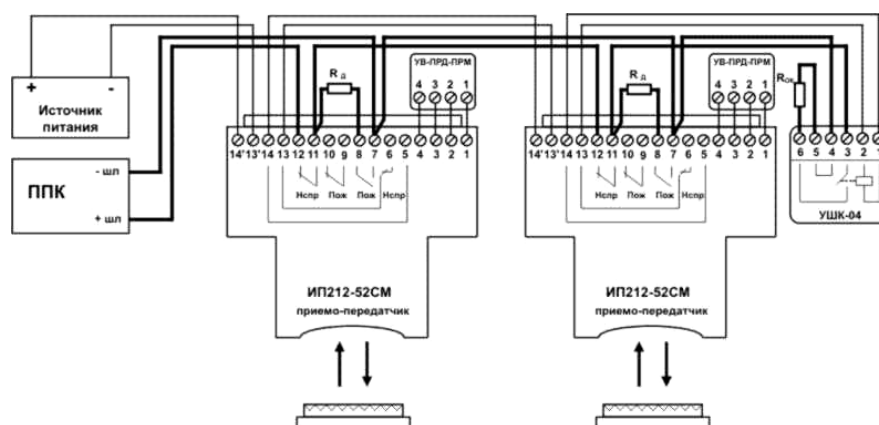 + -
Источник
питания
ППК
- шл
+ шл
R д
УВ-ПРД-ПРМ
4 3 2 1
14' 13' 14 13 12 11 10 9 8 7 6 5 4 3 2 1
Нспр Пож Пож Нспр
ИП212-52СМ
приемо-передатчик
R д
УВ-ПРД-ПРМ
4 3 2 1
14' 13' 14 13 12 11 10 9 8 7 6 5 4 3 2 1
Нспр Пож Пож Нспр
ИП212-52СМ
приемо-передатчик
Rок
6 5 4 3 2 1
УШК-04